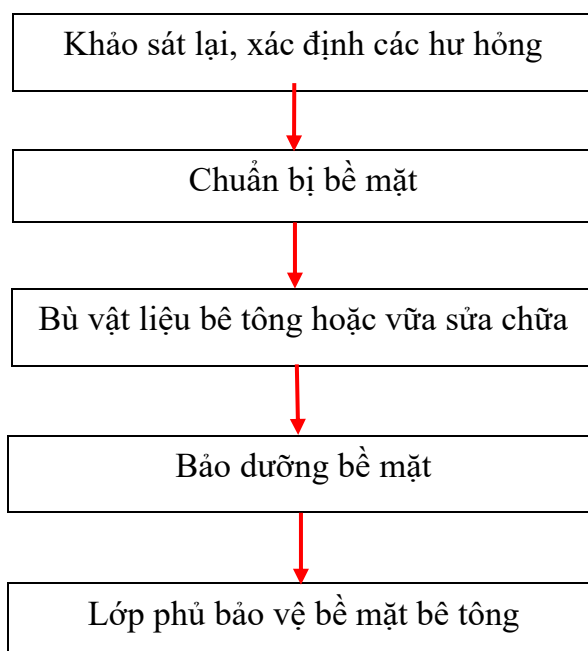 Khảo sát lại, xác định các hư hỏng
Chuẩn bị bề mặt
Bù vật liệu bê tông hoặc vữa sửa chữa
Bảo dưỡng bề mặt
Lớp phủ bảo vệ bề mặt bê tông